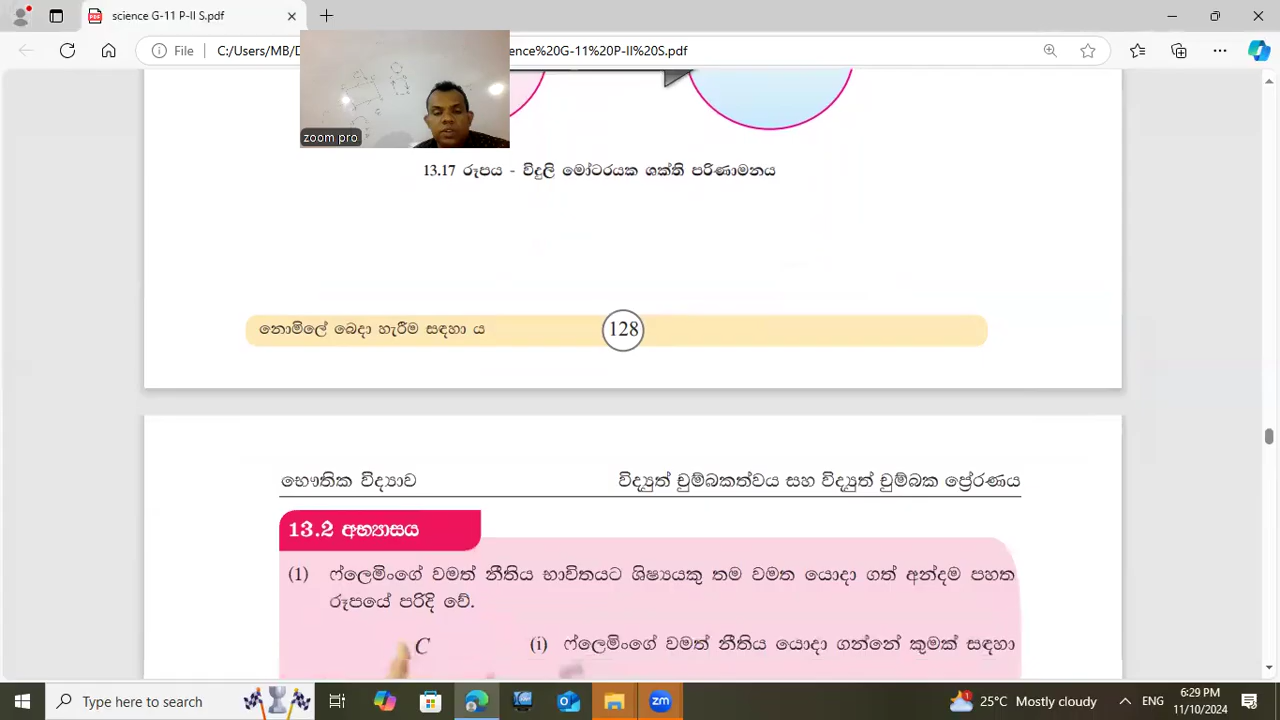 science G-11 P-II S.pdf
File
C:/Users/MB/D
ence%20G-11%20P-II%20S.pdf
zoom pro
13.17 රූපය - විදුලි මෝටරයක ශක්ති පරිණාමනය
නොමිලේ බෙදා හැරීම සඳහා ය
128
භෞතික විද්‍යාව
විද්‍යුත් චුම්බකත්වය සහ විද්‍යුත් චුම්බක ප්‍රේරණය
13.2 අභ්‍යාසය
(1) ෆ්ලෙමිංගේ වමත් නීතිය භාවිතයට ශිෂ්‍යයකු තම වමත යොදා ගත් අන්දම පහත
රූපයේ පරිදි වේ.
C
(i) ෆ්ලෙමිංගේ වමත් නීතිය යොදා ගන්නේ කුමක් සඳහා
Type here to search
zm
1
25°C Mostly cloudy
ENG
6:29 PM
11/10/2024